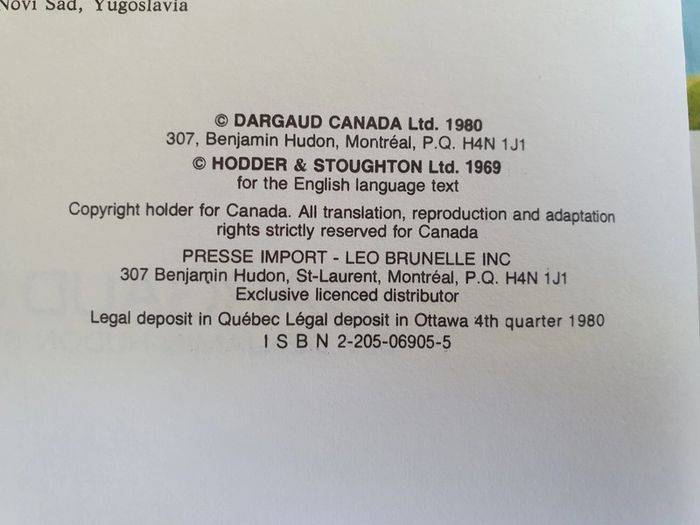 Novi Sad, Yugoslavia
© DARGAUD CANADA Ltd. 1980
307, Benjamin Hudon, Montréal, P.Q. H4N 1J1
© HODDER & STOUGHTON Ltd. 1969
for the English language text
Copyright holder for Canada. All translation, reproduction and adaptation
rights strictly reserved for Canada
PRESSE IMPORT - LEO BRUNELLE INC
307 Benjamin Hudon, St-Laurent, Montréal, P.Q. H4N 1J1
Exclusive licenced distributor
Legal deposit in Québec Légal deposit in Ottawa 4th quarter 1980
I S B N 2-205-06905-5